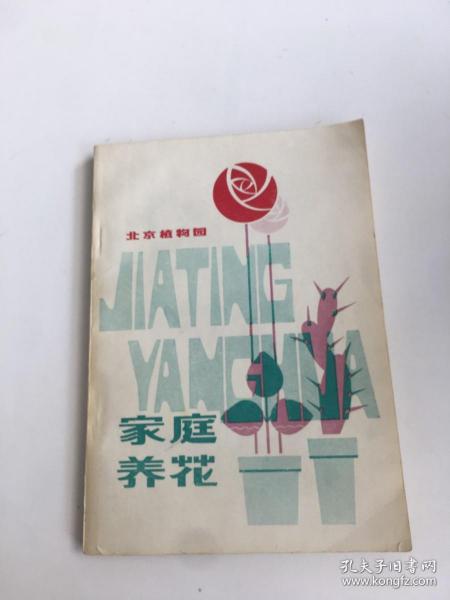 北京植物园
JIATING
YANGHUA
家庭
养花
孔夫子旧书网
www.kongfz.com